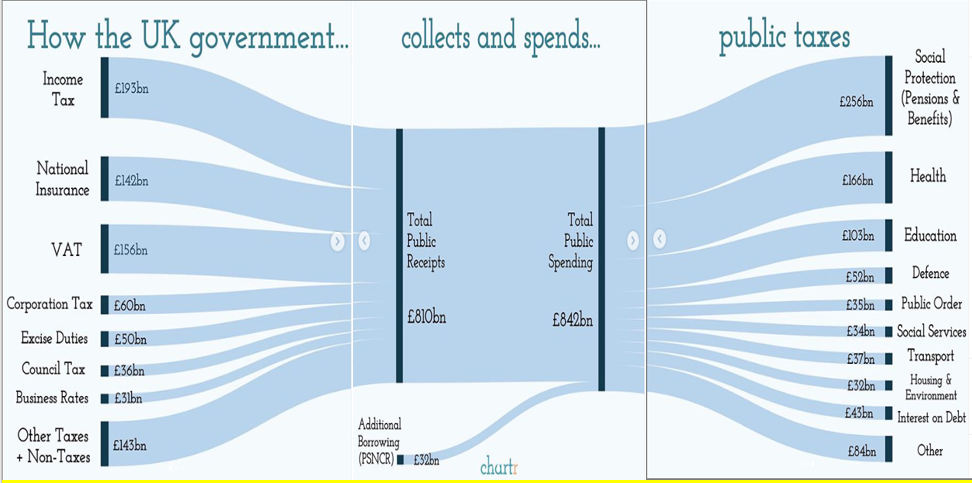 How the UK government...
collects and spends...
public taxes
Income
Tax
£193bn
National
Insurance
£142bn
VAT
£156bn
Corporation Tax
£60bn
Excise Duties
£50bn
Council Tax
£36bn
Business Rates
£31bn
Other Taxes
+ Non-Taxes
£143bn
Total
Public
Receipts
£810bn
Additional
Borrowing
(PSNCR)
£32bn
Total
Public
Spending
£842bn
chartr
£256bn
Social
Protection
(Pensions &
Benefits)
£166bn
Health
£103bn
Education
£52bn
Defence
£35bn
Public Order
£34bn
Social Services
£37bn
Transport
£32bn
Housing &
Environment
£43bn
Interest on Debt
£84bn
Other